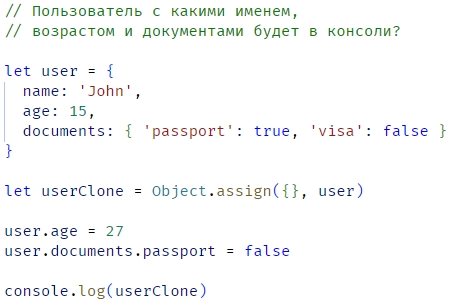 // Пользователь с какими именем,
// возрастом и документами будет в консоли?
let user = {
name: 'John',
age: 15,
documents: { 'passport': true, 'visa': false }
}
let userClone = Object.assign({}, user)
user.age = 27
user.documents.passport = false
console.log(userClone)